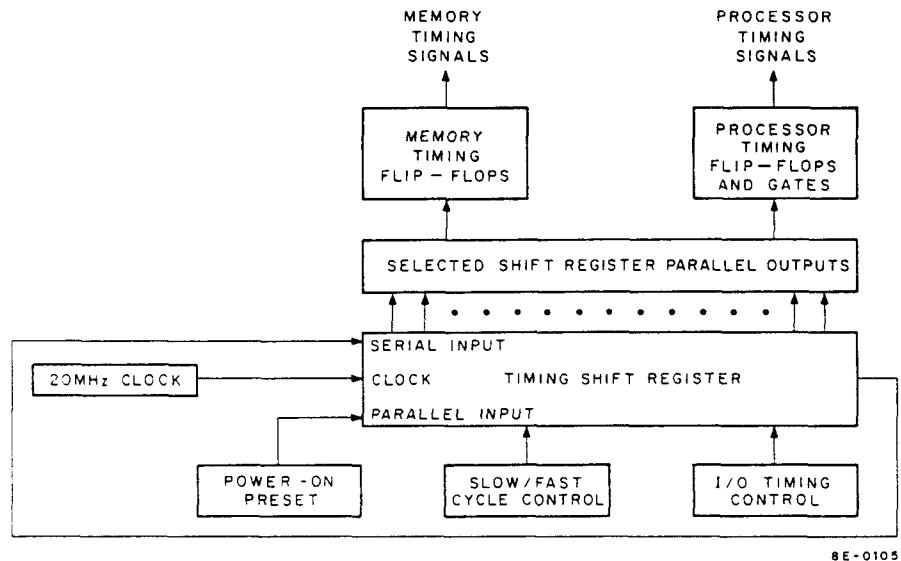 MEMORY
TIMING
SIGNALS
PROCESSOR
TIMING
SIGNALS
MEMORY
TIMING
FLIP-FLOPS
PROCESSOR
TIMING
FLIP-FLOPS
AND GATES
SELECTED SHIFT REGISTER PARALLEL OUTPUTS
SERIAL INPUT
20MHz CLOCK
CLOCK
TIMING SHIFT REGISTER
PARALLEL INPUT
POWER-ON
PRESET
SLOW/FAST
CYCLE CONTROL
I/O TIMING
CONTROL
8E-0105